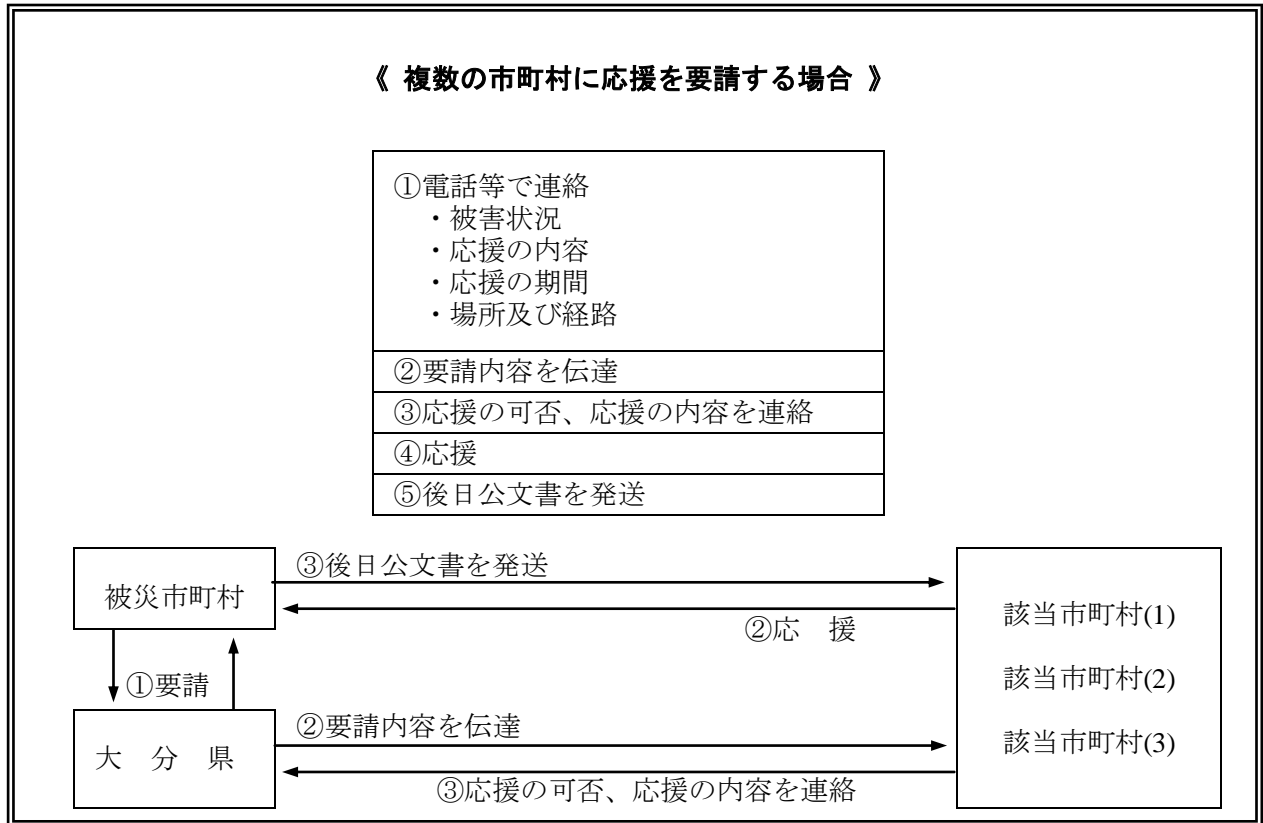 《 複数の市町村に応援を要請する場合 》
①電話等で連絡
・被害状況
・応援の内容
・応援の期間
・場所及び経路
②要請内容を伝達
③応援の可否、応援の内容を連絡
④応援
⑤後日公文書を発送
被災市町村
③後日公文書を発送
②応　援
①要請
大　分　県
②要請内容を伝達
③応援の可否、応援の内容を連絡
該当市町村(1)
該当市町村(2)
該当市町村(3)